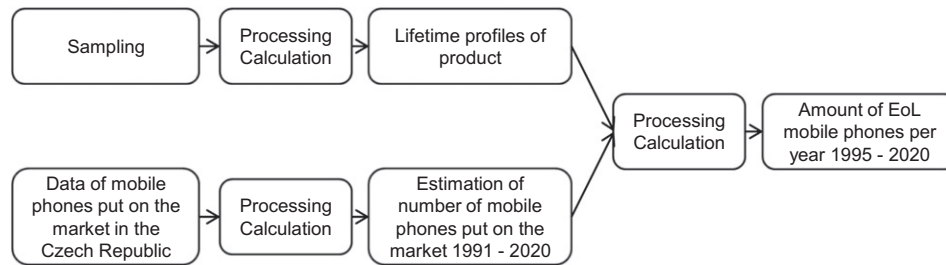 Sampling
Processing
Calculation
Lifetime profiles of
product
Processing
Calculation
Amount of EoL
mobile phones per
year 1995 - 2020
Data of mobile
phones put on the
market in the
Czech Republic
Processing
Calculation
Estimation of
number of mobile
phones put on the
market 1991 - 2020